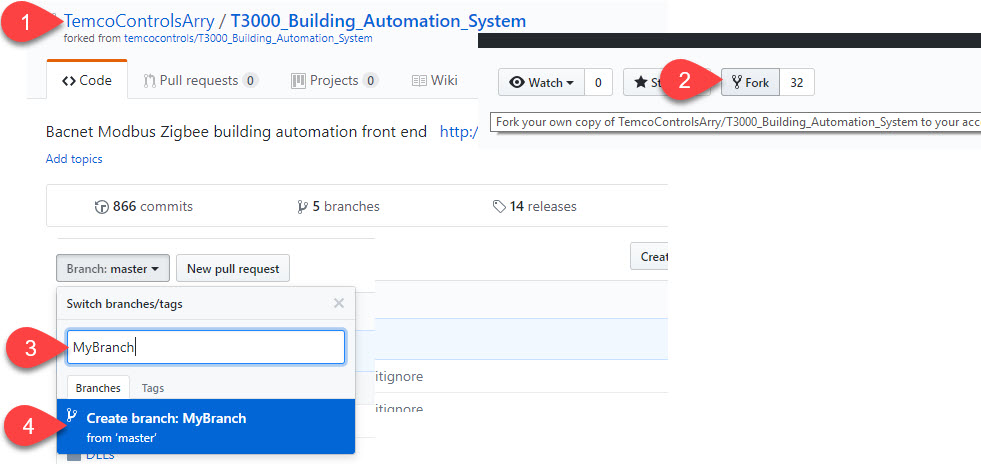 1 TemcoControlsArry / T3000_Building_Automation_System
forked from temcocontrols/T3000_Building_Automation_System
Code Pull requests 0 Projects 0 Wiki
Watch 0 2 Fork 32
Fork your own copy of TemcoControlsArry/T3000_Building_Automation_System to your
Bacnet Modbus Zigbee building automation front end http:/
Add topics
866 commits 5 branches 14 releases
Branch: master New pull request
Switch branches/tags
3 MyBranch
Branches Tags
itignore
4 Create branch: MyBranch
from 'master'
itignore
DLLs